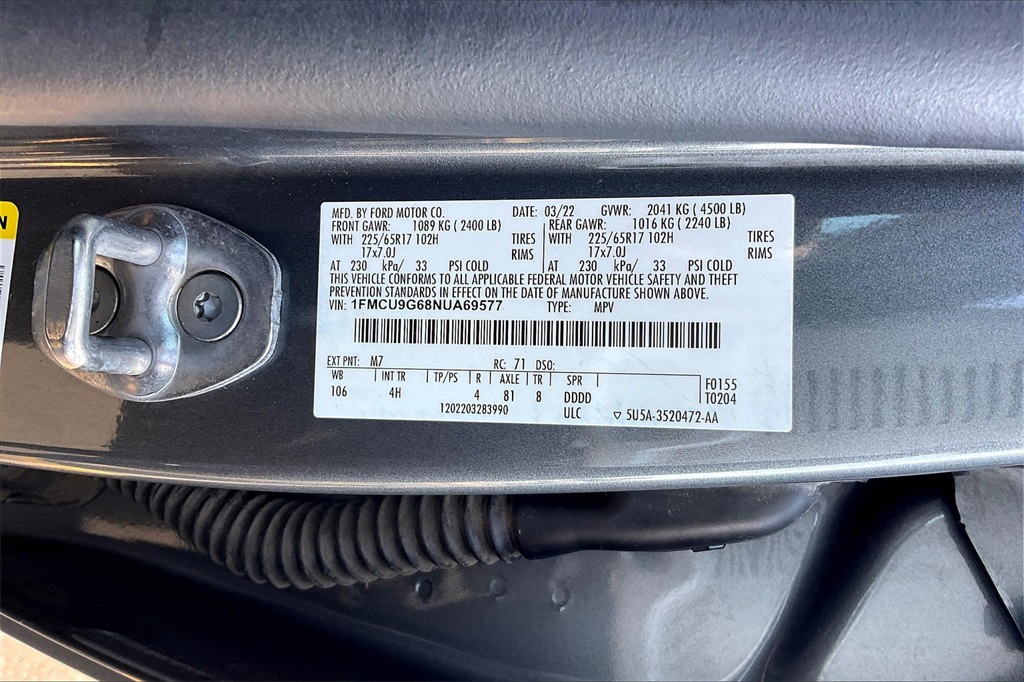 N
MFD. BY FORD MOTOR CO. DATE: 03/22 GVWR: 2041 KG ( 4500 LB)
FRONT GAWR: 1089 KG ( 2400 LB) REAR GAWR: 1016 KG ( 2240 LB)
WITH 225/65R17 102H TIRES WITH 225/65R17 102H TIRES
17x7.0J RIMS 17x7.0J RIMS
AT 230 kPa/ 33 PSI COLD AT 230 kPa/ 33 PSI COLD
THIS VEHICLE CONFORMS TO ALL APPLICABLE FEDERAL MOTOR VEHICLE SAFETY AND THEFT
PREVENTION STANDARDS IN EFFECT ON THE DATE OF MANUFACTURE SHOWN ABOVE.
VIN: 1FMCU9G68NUA69577 TYPE: MPV
EXT PNT: M7 RC: 71 DSO:
WB INT TR TP/PS R AXLE TR SPR F0155
106 4H 4 81 8 DDDD T0204
1202203283990 ULC ▽ 5U5A-3520472-AA